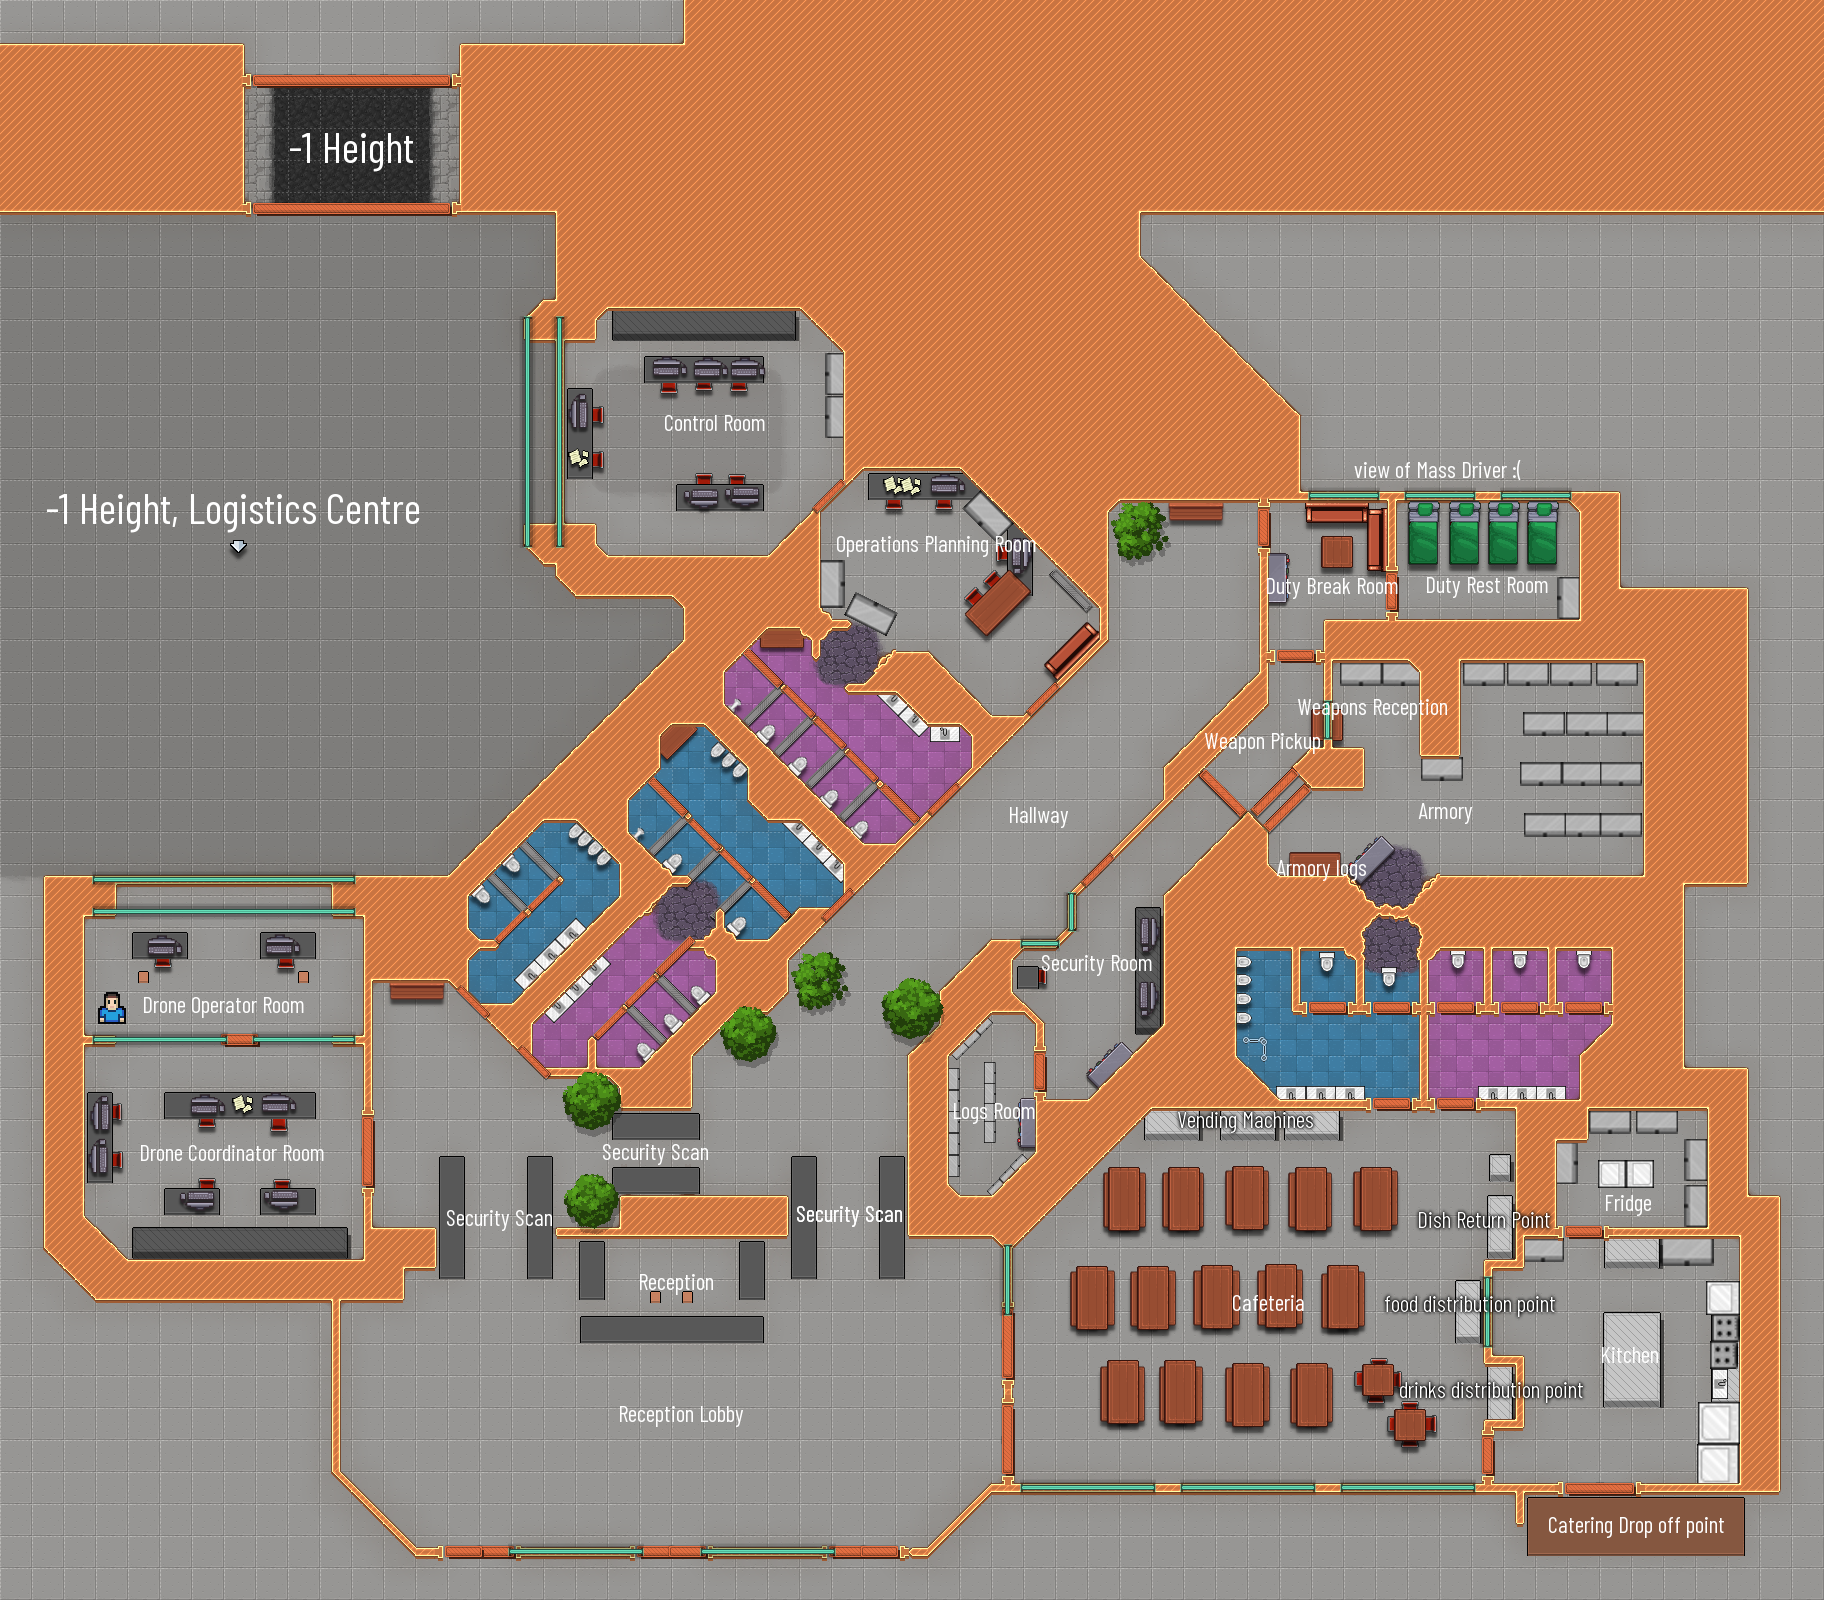 -1 Height
Control Room
view of Mass Driver :(
-1 Height, Logistics Centre
Operations Planning Room
Duty Break Room
Duty Rest Room
Weapons Reception
Weapon Pickup
Hallway
Armory
Armory logs
Security Room
Drone Operator Room
Logs Room
Vending Machines
Drone Coordinator Room
Security Scan
Security Scan
Security Scan
Fridge
Dish Return Point
Reception
Cafeteria
food distribution point
Kitchen
drinks distribution point
Reception Lobby
Catering Drop off point